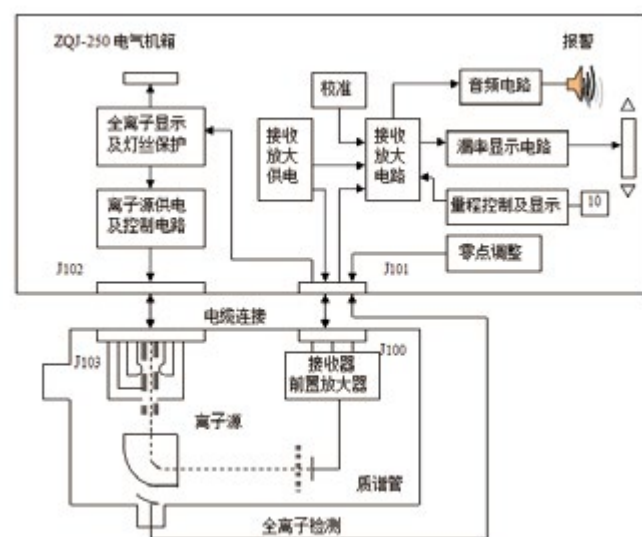 ZQJ-250 电气机箱
报警
全离子显示
及灯丝保护
离子源供电
及控制电路
J102
校准
接收
放大
供电
接收
放大
电路
音频电路
漏率显示电路
量程控制及显示
10
零点调整
J101
电缆连接
J103
J100
接收器
前置放大器
离子源
质谱管
全离子检测